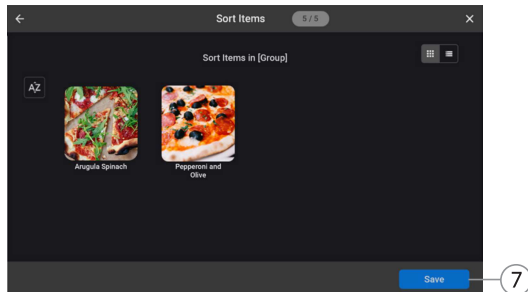 Sort Items 5 / 5
Sort Items in [Group]
AZ
Arugula Spinach
Pepperoni and
Olive
Save
7